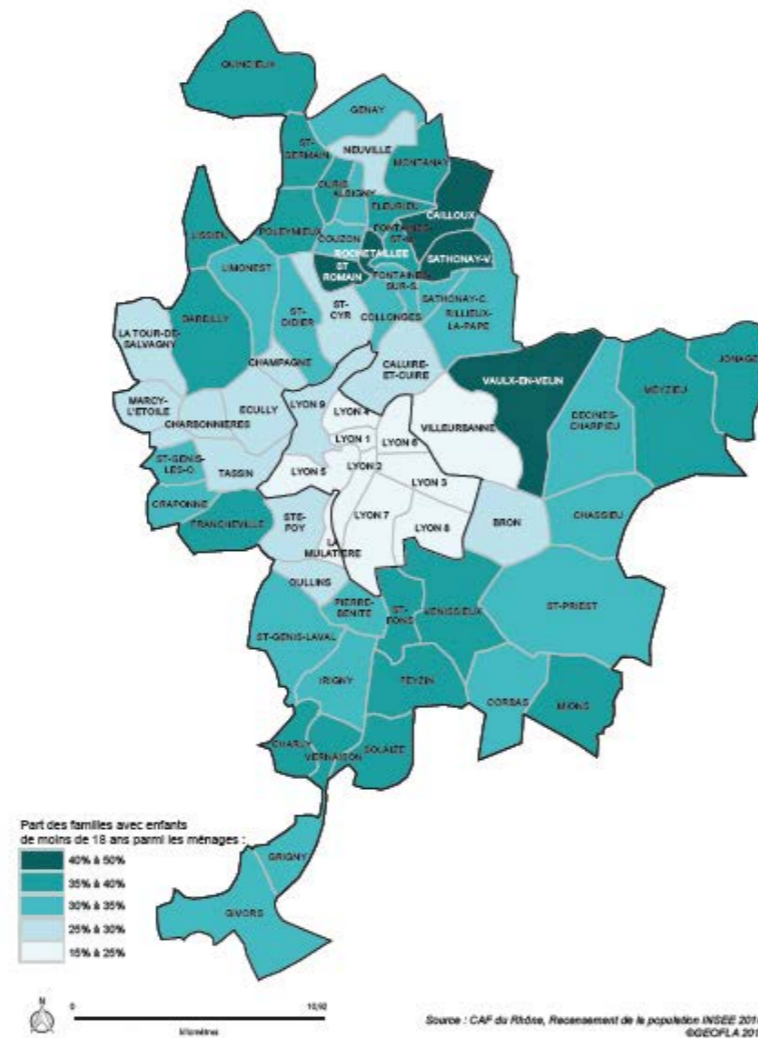 QUINCIEUX
GENAY
ST-
GERMAIN
NEUVILLE
MONTANAY
CURIS
ALBIGNY
FLEURIEU
CAILLOUX
LISSIEU
POLEYMIEUX
COUZON
FONTAINES-
ST-M.
ROCHETAILLEE
SATHONAY-V.
LIMONEST
ST
ROMAIN
FONTAINES-
SUR-S.
DARDILLY
ST-
DIDIER
ST-
CYR
COLLONGES
SATHONAY-C.
RILLIEUX-
LA-PAPE
LA TOUR-DE-
SALVAGNY
CHAMPAGNE
CALUIRE-
ET-CUIRE
VAULX-EN-VELIN
JONAGE
MEYZIEU
MARCY-
L'ETOILE
ECULLY
LYON 9
LYON 4
DECINES-
CHARPIEU
CHARBONNIERES
VILLEURBANNE
LYON 1
LYON 6
ST-GENIS-
LES-O.
TASSIN
LYON 5
LYON 2
LYON 3
CRAPONNE
FRANCHEVILLE
STE-
FOY
LYON 7
LYON 8
BRON
CHASSIEU
LA
MULATIERE
OULLINS
PIERRE-
BENITE
ST-
FONS
VENISSIEUX
ST-PRIEST
ST-GENIS-LAVAL
IRIGNY
FEYZIN
CORBAS
MIONS
CHARLY
VERNAISON
SOLAIZE
Part des familles avec enfants
de moins de 18 ans parmi les ménages :
40% à 50%
35% à 40%
30% à 35%
25% à 30%
15% à 25%
GRIGNY
GIVORS
N
0
10,92
kilomètres
Source : CAF du Rhône, Recensement de la population INSEE 201
©GEOFLA 201